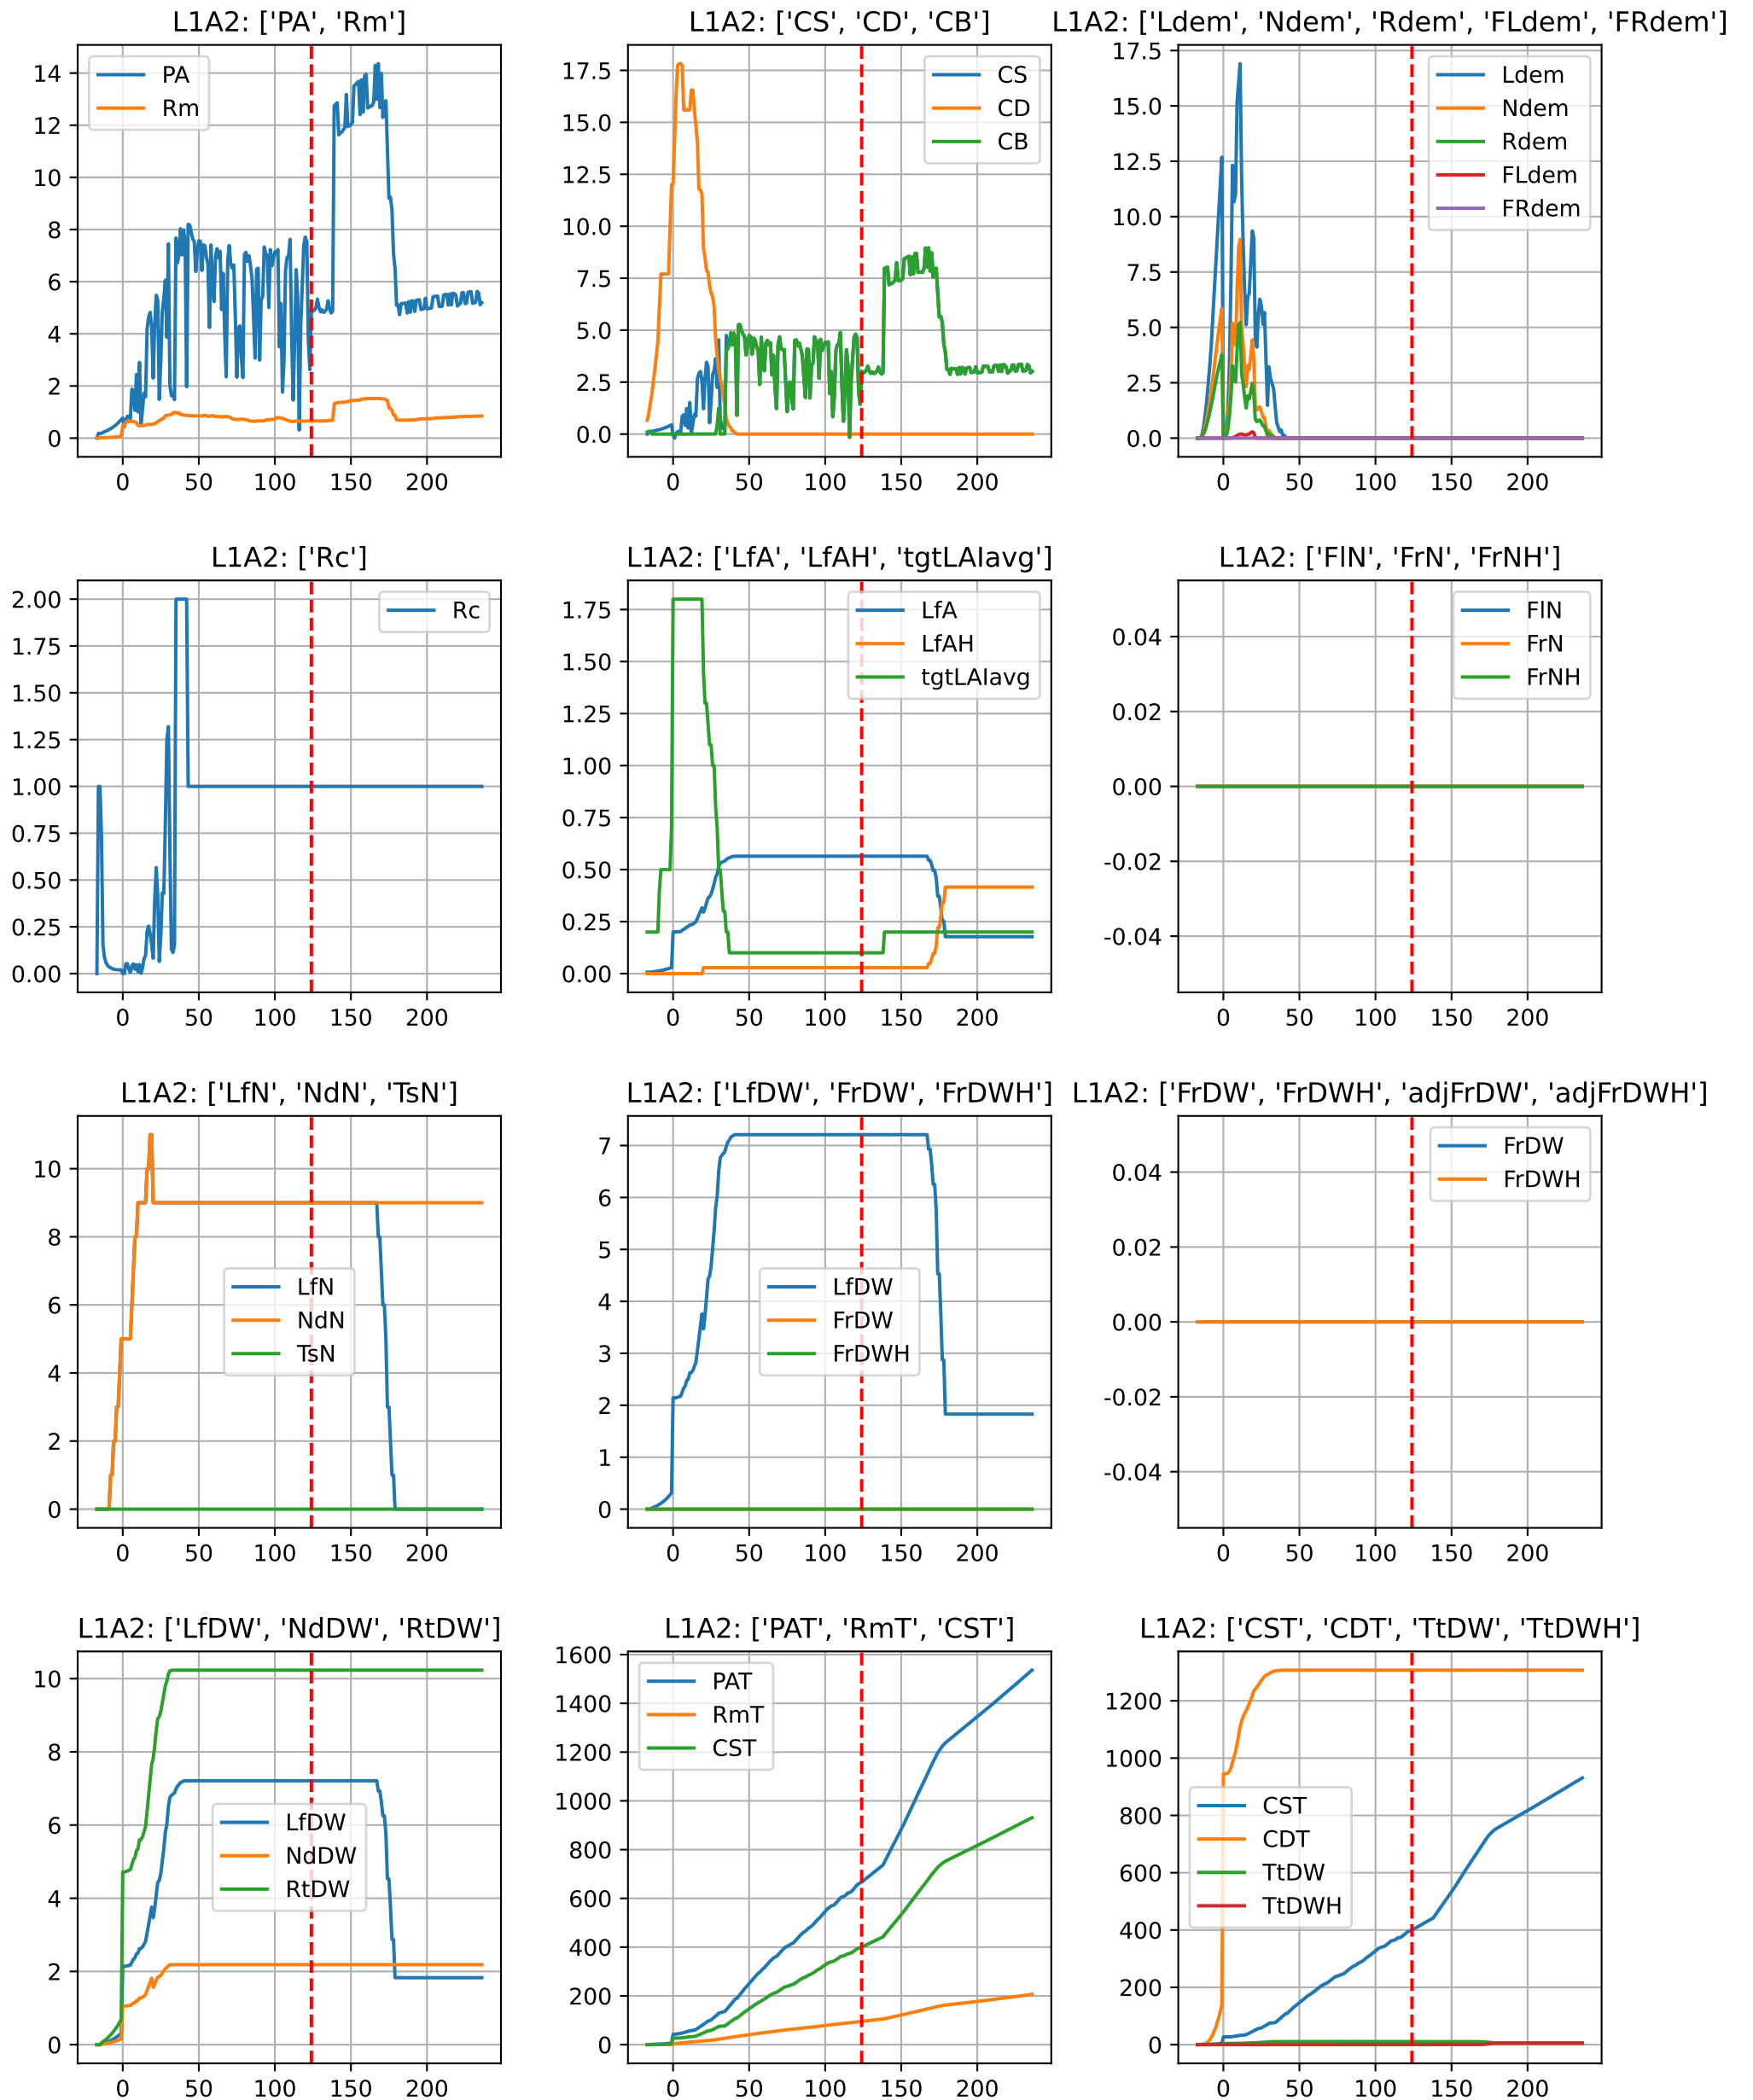 L1A2: ['PA', 'Rm']
14
12
10
8
6
4
2
0
0 50 100 150 200
PA
Rm
L1A2: ['CS', 'CD', 'CB']
17.5
15.0
12.5
10.0
7.5
5.0
2.5
0.0
0 50 100 150 200
CS
CD
CB
L1A2: ['Ldem', 'Ndem', 'Rdem', 'FLdem', 'FRdem']
17.5
15.0
12.5
10.0
7.5
5.0
2.5
0.0
0 50 100 150 200
Ldem
Ndem
Rdem
FLdem
FRdem
L1A2: ['Rc']
2.00
1.75
1.50
1.25
1.00
0.75
0.50
0.25
0.00
0 50 100 150 200
Rc
L1A2: ['LfA', 'LfAH', 'tgtLAIavg']
1.75
1.50
1.25
1.00
0.75
0.50
0.25
0.00
0 50 100 150 200
LfA
LfAH
tgtLAIavg
L1A2: ['FlN', 'FrN', 'FrNH']
0.04
0.02
0.00
-0.02
-0.04
0 50 100 150 200
FlN
FrN
FrNH
L1A2: ['LfN', 'NdN', 'TsN']
10
8
6
4
2
0
0 50 100 150 200
LfN
NdN
TsN
L1A2: ['LfDW', 'FrDW', 'FrDWH']
7
6
5
4
3
2
1
0
0 50 100 150 200
LfDW
FrDW
FrDWH
L1A2: ['FrDW', 'FrDWH', 'adjFrDW', 'adjFrDWH']
0.04
0.02
0.00
-0.02
-0.04
0 50 100 150 200
FrDW
FrDWH
L1A2: ['LfDW', 'NdDW', 'RtDW']
10
8
6
4
2
0
0 50 100 150 200
LfDW
NdDW
RtDW
L1A2: ['PAT', 'RmT', 'CST']
1600
1400
1200
1000
800
600
400
200
0
0 50 100 150 200
PAT
RmT
CST
L1A2: ['CST', 'CDT', 'TtDW', 'TtDWH']
1200
1000
800
600
400
200
0
0 50 100 150 200
CST
CDT
TtDW
TtDWH